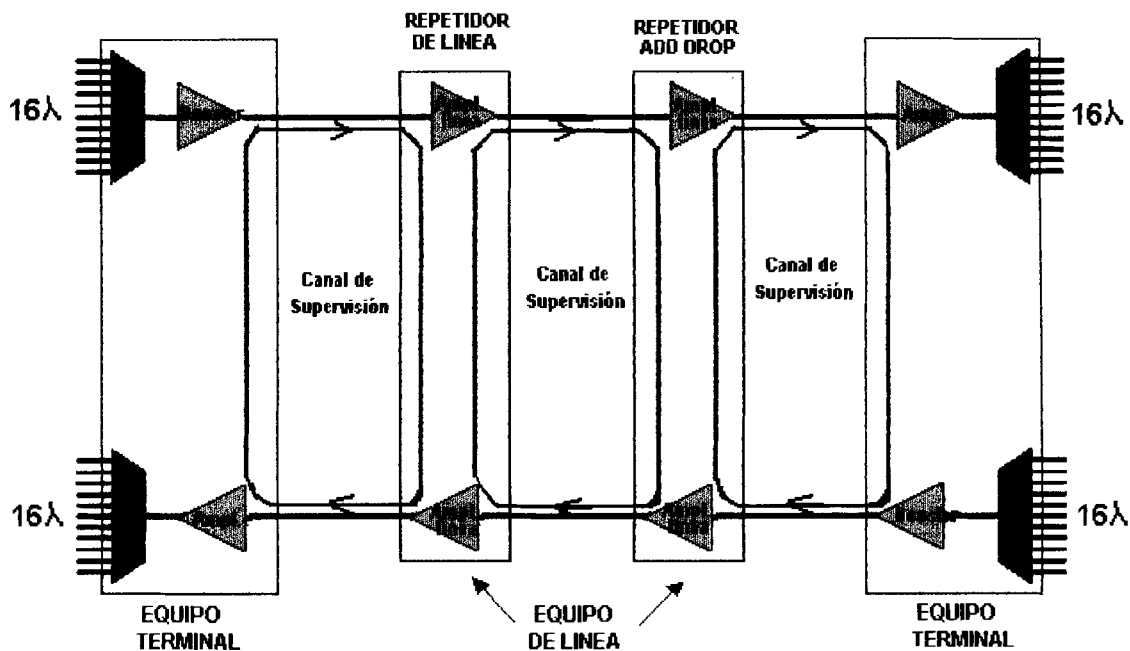 REPETIDOR
DE LINEA
REPETIDOR
ADD DROP
16λ
16λ
Canal de
Supervisión
Canal de
Supervisión
Canal de
Supervisión
16λ
16λ
EQUIPO
TERMINAL
EQUIPO
DE LINEA
EQUIPO
TERMINAL